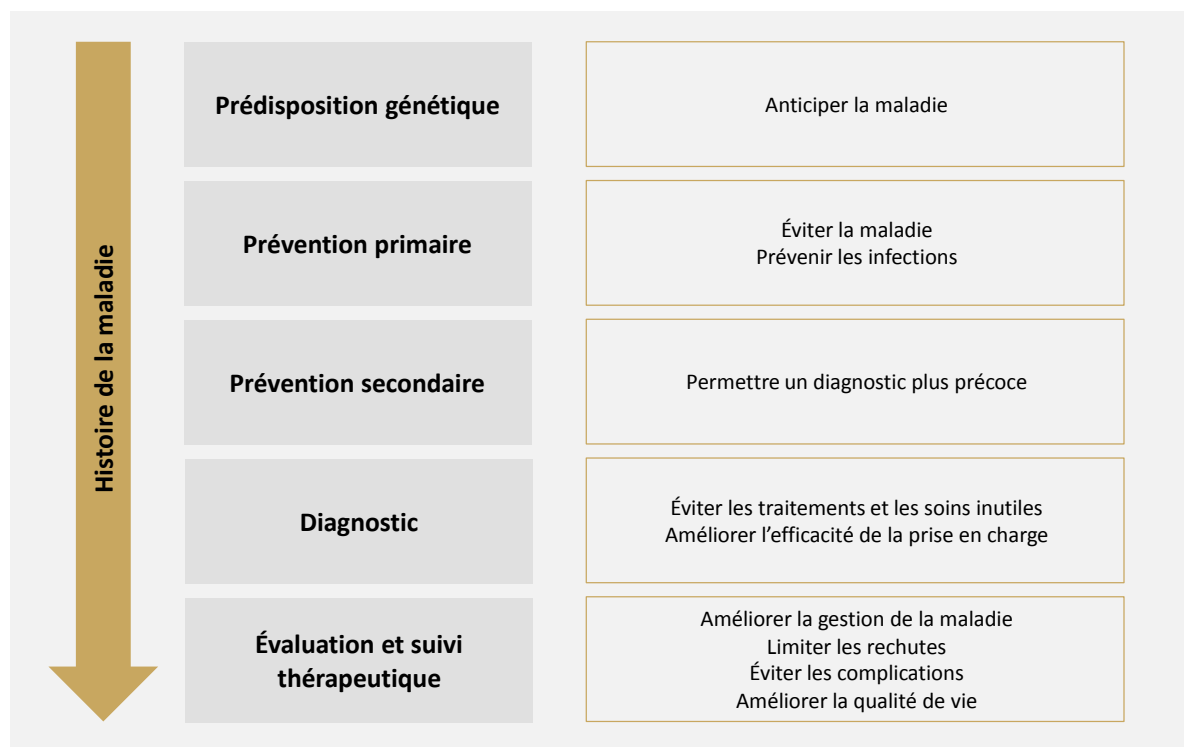 Histoire de la maladie
Prédisposition génétique
Anticiper la maladie
Prévention primaire
Éviter la maladie
Prévenir les infections
Prévention secondaire
Permettre un diagnostic plus précoce
Diagnostic
Éviter les traitements et les soins inutiles
Améliorer l’efficacité de la prise en charge
Évaluation et suivi
thérapeutique
Améliorer la gestion de la maladie
Limiter les rechutes
Éviter les complications
Améliorer la qualité de vie